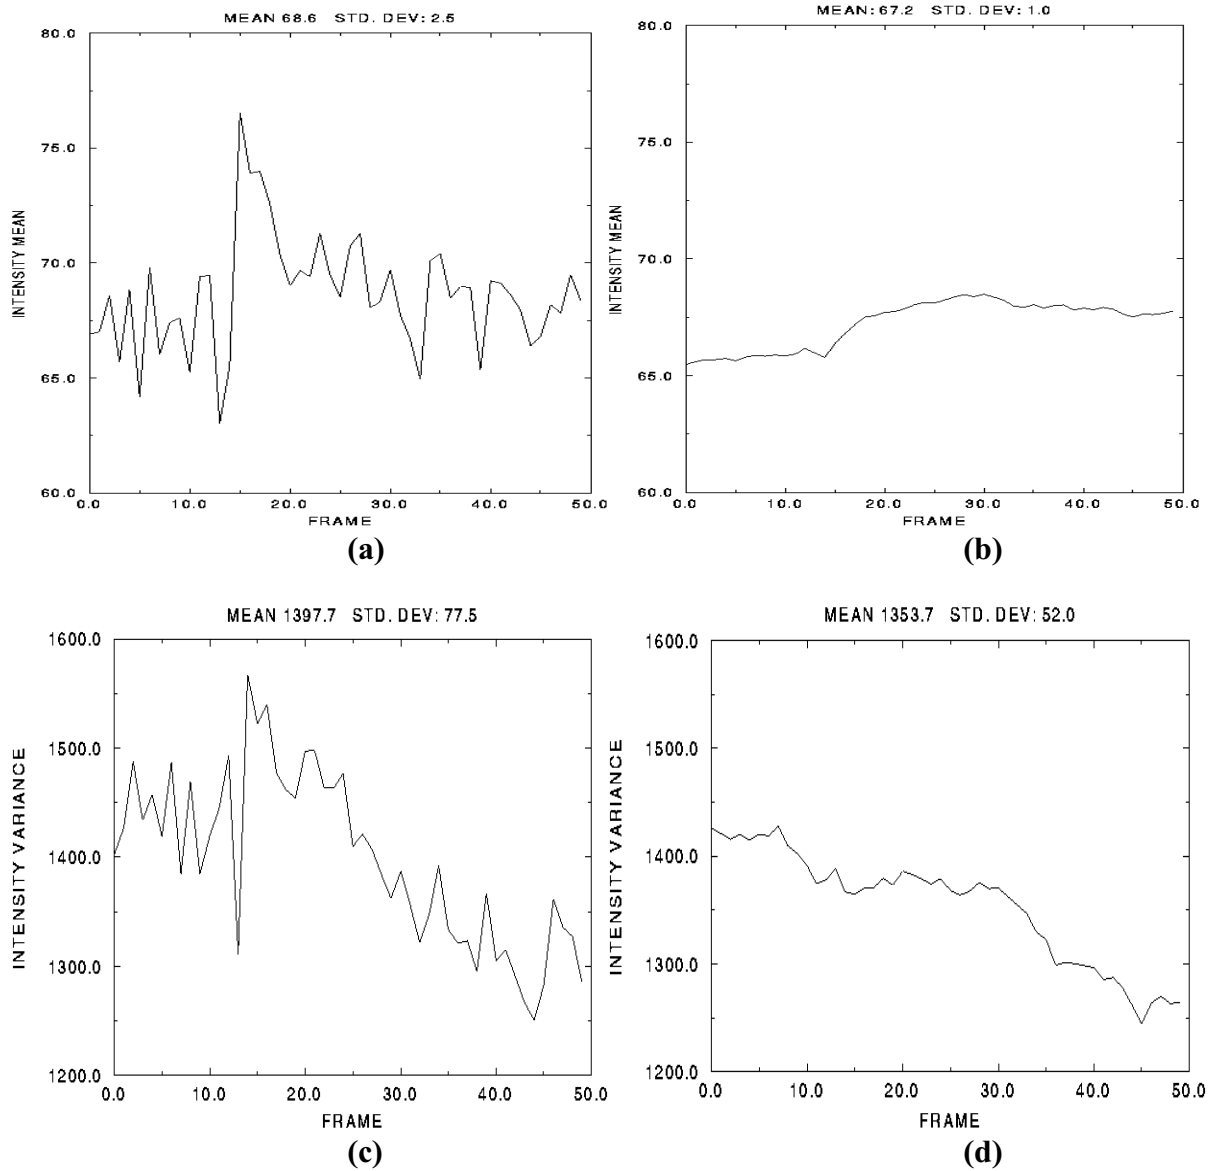 MEAN 68.6 STD. DEV: 2.5
80.0
75.0
70.0
65.0
60.0
INTENSITY MEAN
0.0 10.0 20.0 30.0 40.0 50.0
FRAME
(a)
MEAN: 67.2 STD. DEV: 1.0
80.0
75.0
70.0
65.0
60.0
INTENSITY MEAN
0.0 10.0 20.0 30.0 40.0 50.0
FRAME
(b)
MEAN 1397.7 STD. DEV: 77.5
1600.0
1500.0
1400.0
1300.0
1200.0
INTENSITY VARIANCE
0.0 10.0 20.0 30.0 40.0 50.0
FRAME
(c)
MEAN 1353.7 STD. DEV: 52.0
1600.0
1500.0
1400.0
1300.0
1200.0
INTENSITY VARIANCE
0.0 10.0 20.0 30.0 40.0 50.0
FRAME
(d)